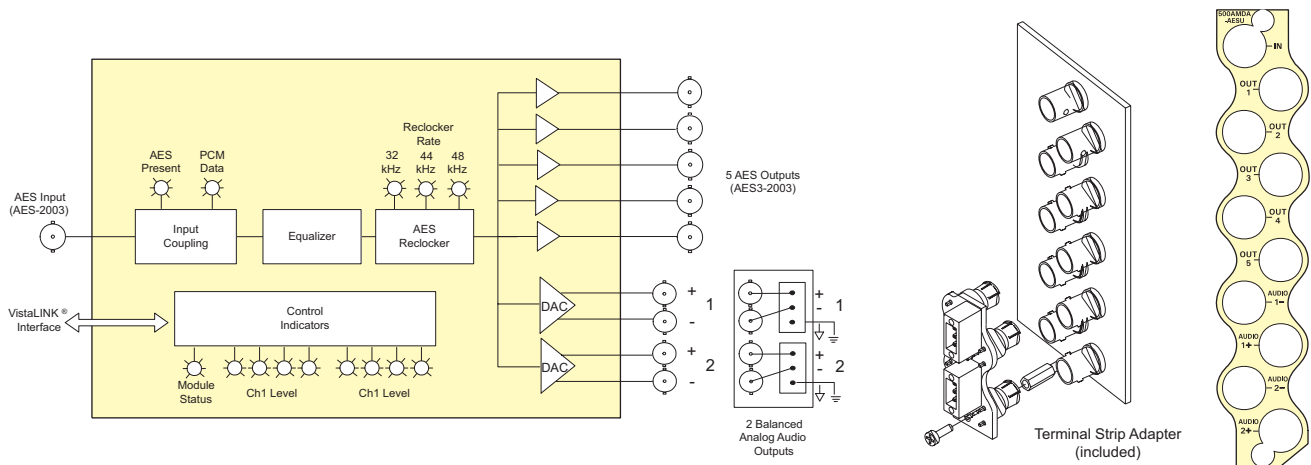 AES Input
(AES-2003)
AES
Present
PCM
Data
Input
Coupling
Equalizer
Reclocker
Rate
32
kHz
44
kHz
48
kHz
AES
Reclocker
5 AES Outputs
(AES3-2003)
VistaLINK ®
Interface
Control
Indicators
Module
Status
Ch1 Level
Ch1 Level
DAC
+
-
1
DAC
+
-
2
+
-
1
+
-
2
2 Balanced
Analog Audio
Outputs
Terminal Strip Adapter
(included)
500AMDA
-AESU
IN
OUT
1
OUT
2
OUT
3
OUT
4
OUT
5
AUDIO
1-
AUDIO
1+
AUDIO
2-
AUDIO
2+